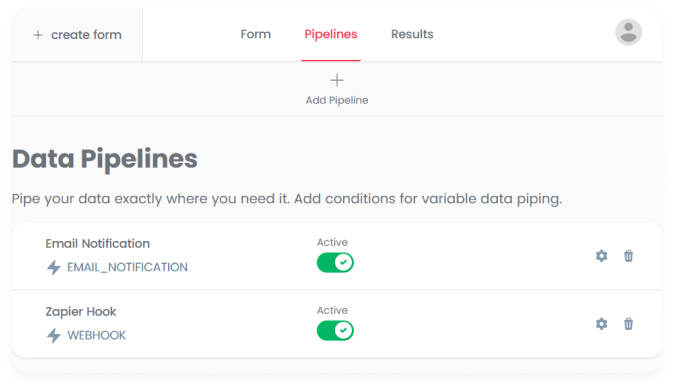 + create form
Form
Pipelines
Results
Add Pipeline
Data Pipelines
Pipe your data exactly where you need it. Add conditions for variable data piping.
Email Notification
Active
EMAIL_NOTIFICATION
Zapier Hook
Active
WEBHOOK